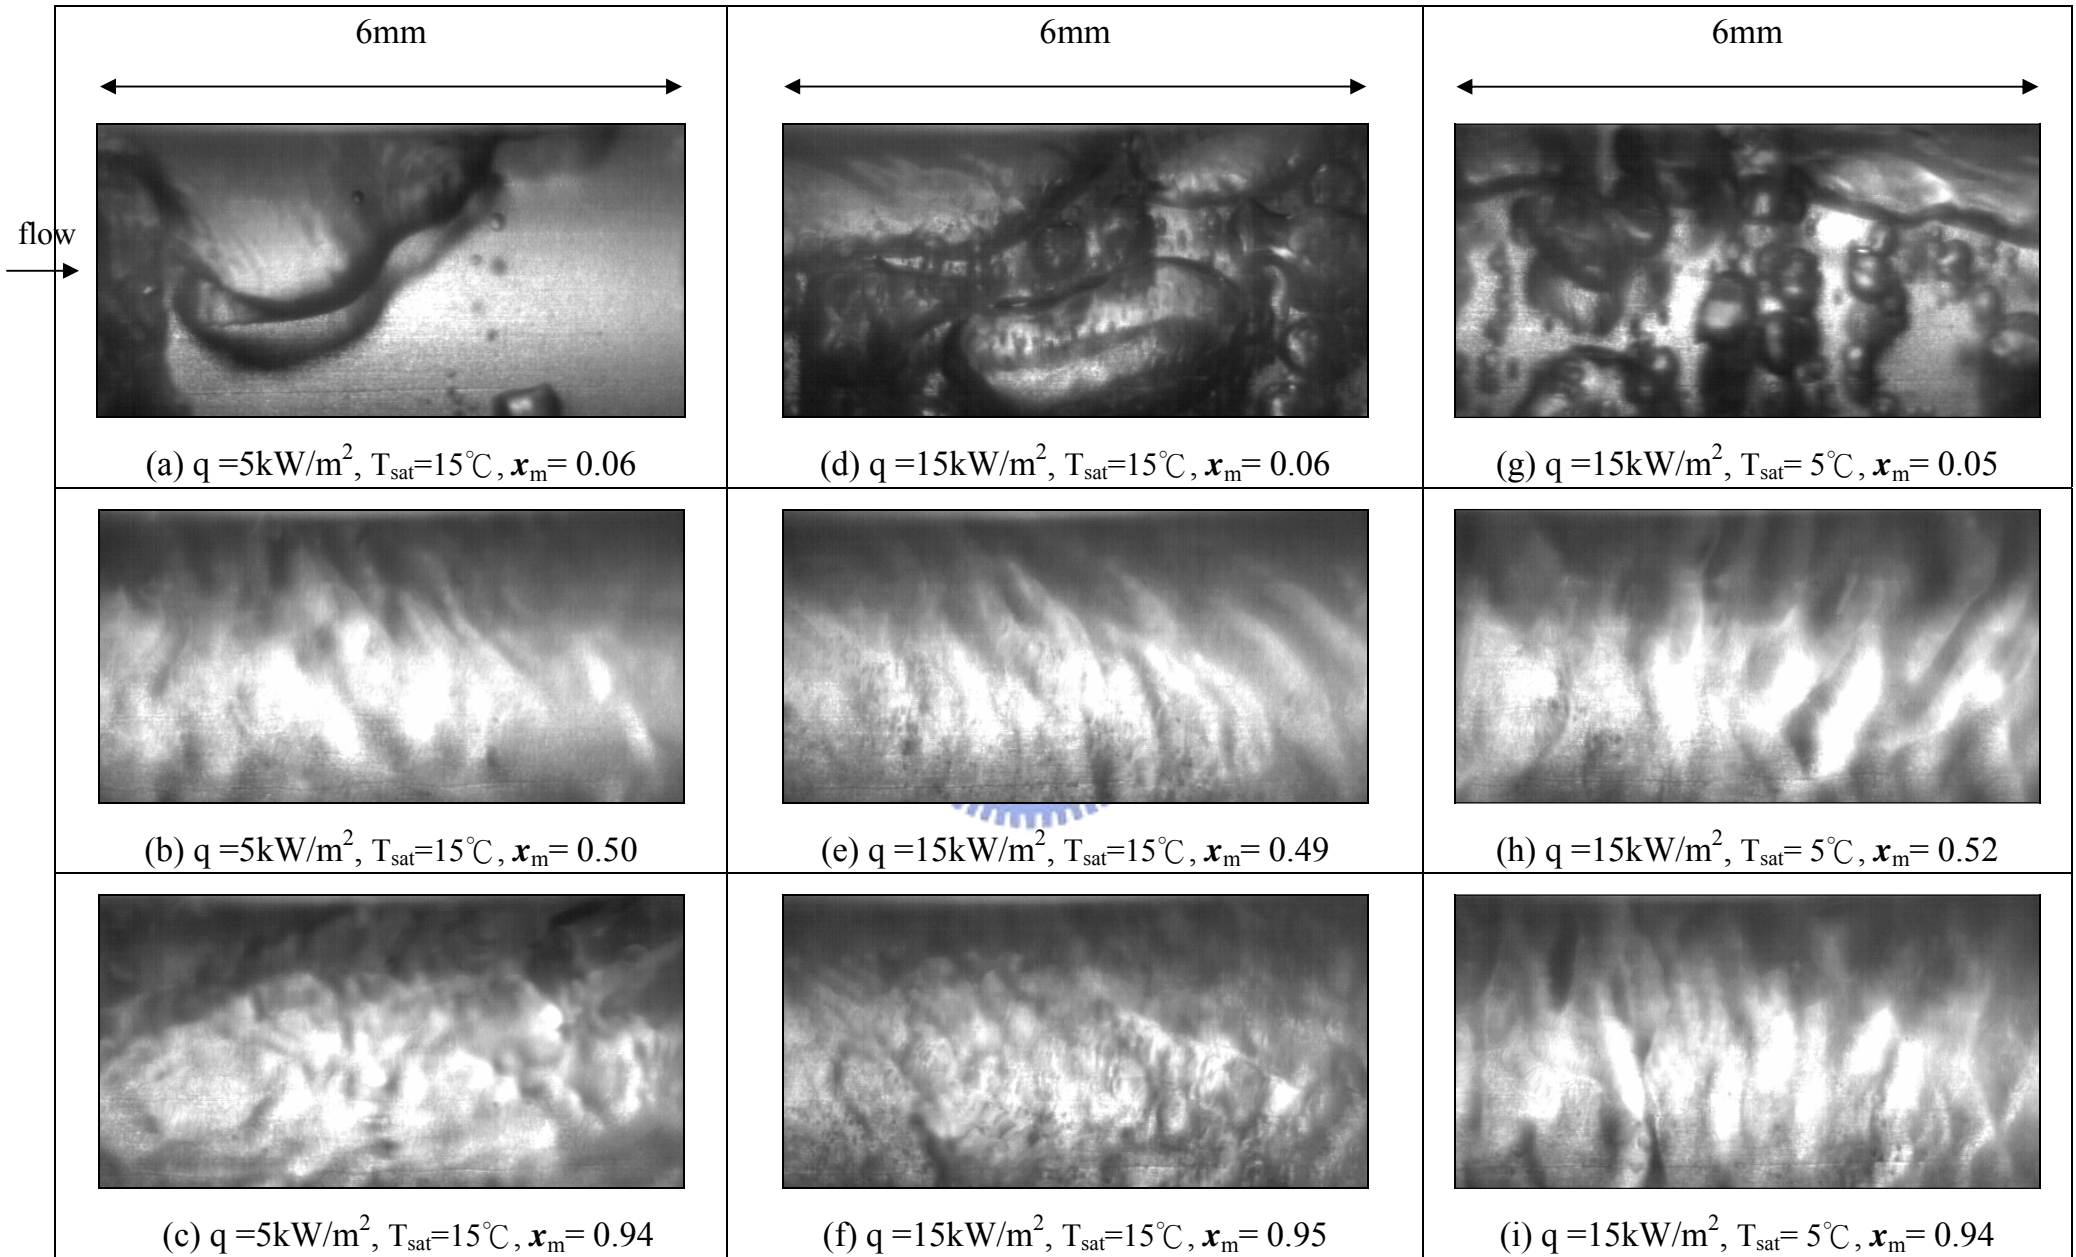 6mm
6mm
6mm
flow
(a) q =5kW/m², Tsat=15℃, xm= 0.06
(d) q =15kW/m², Tsat=15℃, xm= 0.06
(g) q =15kW/m², Tsat= 5℃, xm= 0.05
(b) q =5kW/m², Tsat=15℃, xm= 0.50
(e) q =15kW/m², Tsat=15℃, xm= 0.49
(h) q =15kW/m², Tsat= 5℃, xm= 0.52
(c) q =5kW/m², Tsat=15℃, xm= 0.94
(f) q =15kW/m², Tsat=15℃, xm= 0.95
(i) q =15kW/m², Tsat= 5℃, xm= 0.94